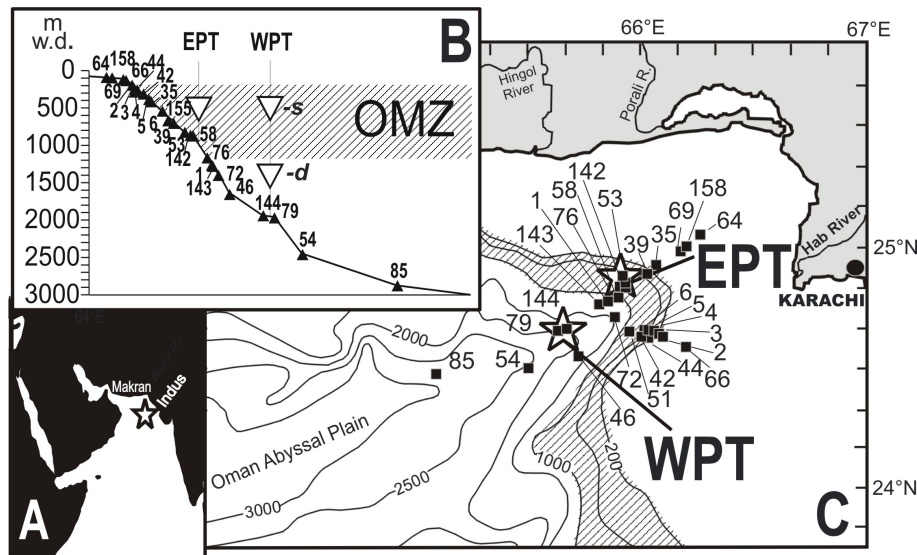 m
w.d.
EPT WPT
B
0
500
1000
1500
2000
2500
3000
64 158 44
66 42
69 35
2 3 4 155
5 6
39 58
53
142 76
1 72
143 46
144 79
54
85
-s
OMZ
-d
66°E 67°E
Hingol
River
Porali R.
142
58 53
1
76
143
158
69 64
35
39
EPT
Hab River
25°N
KARACHI
144
79
6
5
4
3
2
72 42 44 66
51
46
2000
85 54
WPT
Oman Abyssal Plain
1000
200
2500
3000
24°N
C
64°E
Makran
Indus
A